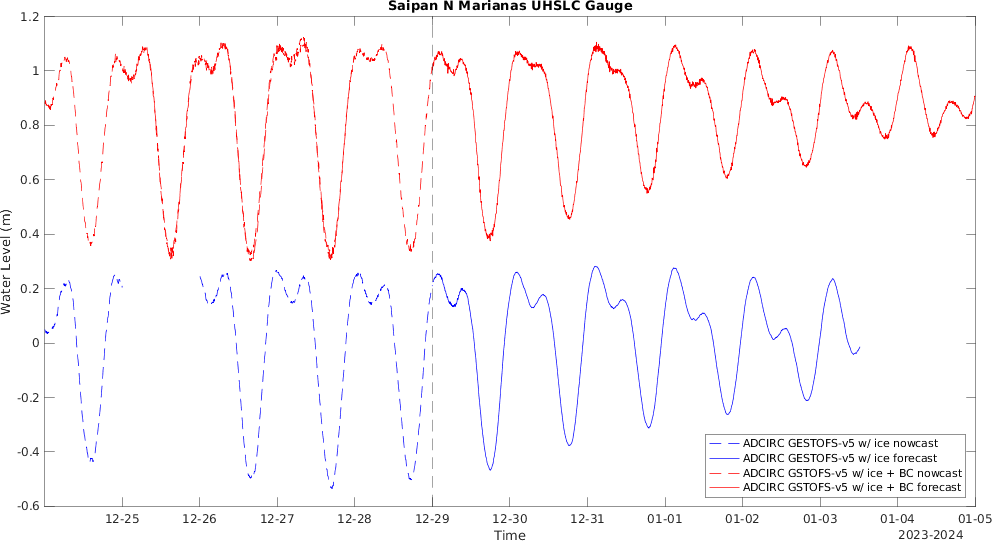 Saipan N Marianas UHSLC Gauge
1.2
1
0.8
0.6
0.4
0.2
0
-0.2
-0.4
-0.6
Water Level (m)
ADCIRC GESTOFS-v5 w/ ice nowcast
ADCIRC GESTOFS-v5 w/ ice forecast
ADCIRC GSTOFS-v5 w/ ice + BC nowcast
ADCIRC GSTOFS-v5 w/ ice + BC forecast
12-25 12-26 12-27 12-28 12-29 12-30 12-31 01-01 01-02 01-03 01-04 01-05
Time
2023-2024